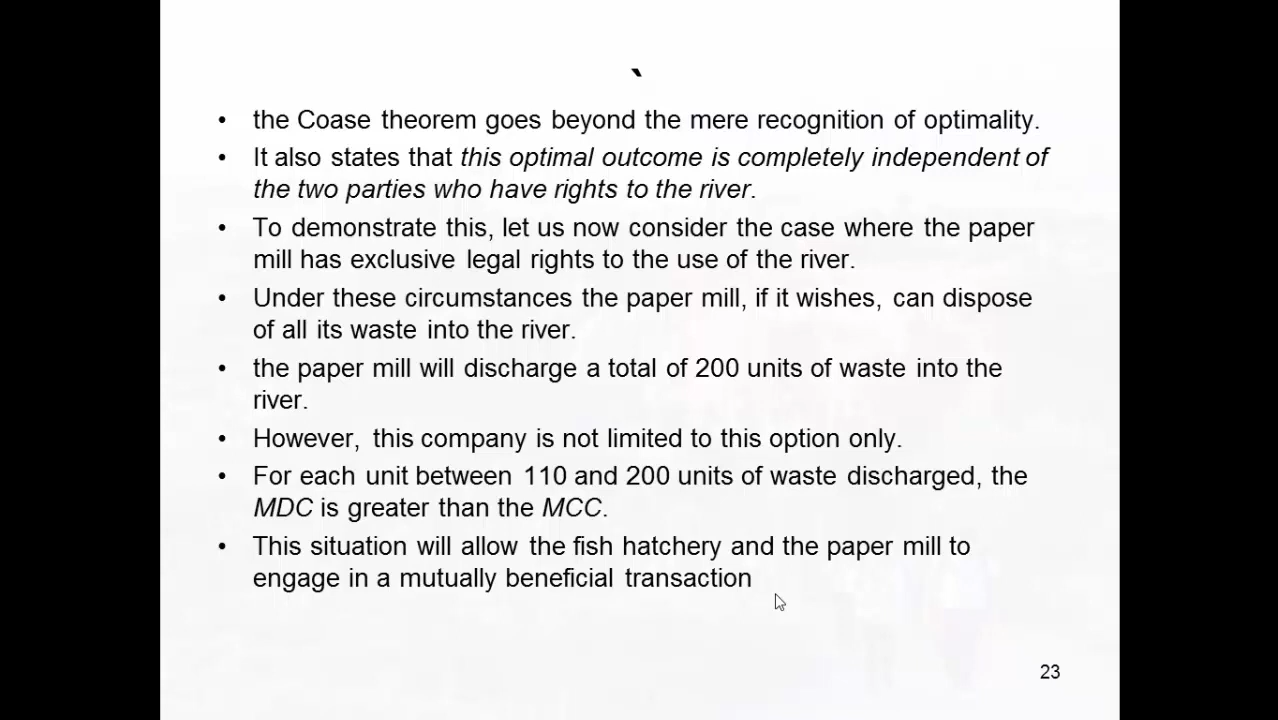 `
• the Coase theorem goes beyond the mere recognition of optimality.
• It also states that this optimal outcome is completely independent of
the two parties who have rights to the river.
• To demonstrate this, let us now consider the case where the paper
mill has exclusive legal rights to the use of the river.
• Under these circumstances the paper mill, if it wishes, can dispose
of all its waste into the river.
• the paper mill will discharge a total of 200 units of waste into the
river.
• However, this company is not limited to this option only.
• For each unit between 110 and 200 units of waste discharged, the
MDC is greater than the MCC.
• This situation will allow the fish hatchery and the paper mill to
engage in a mutually beneficial transaction
23